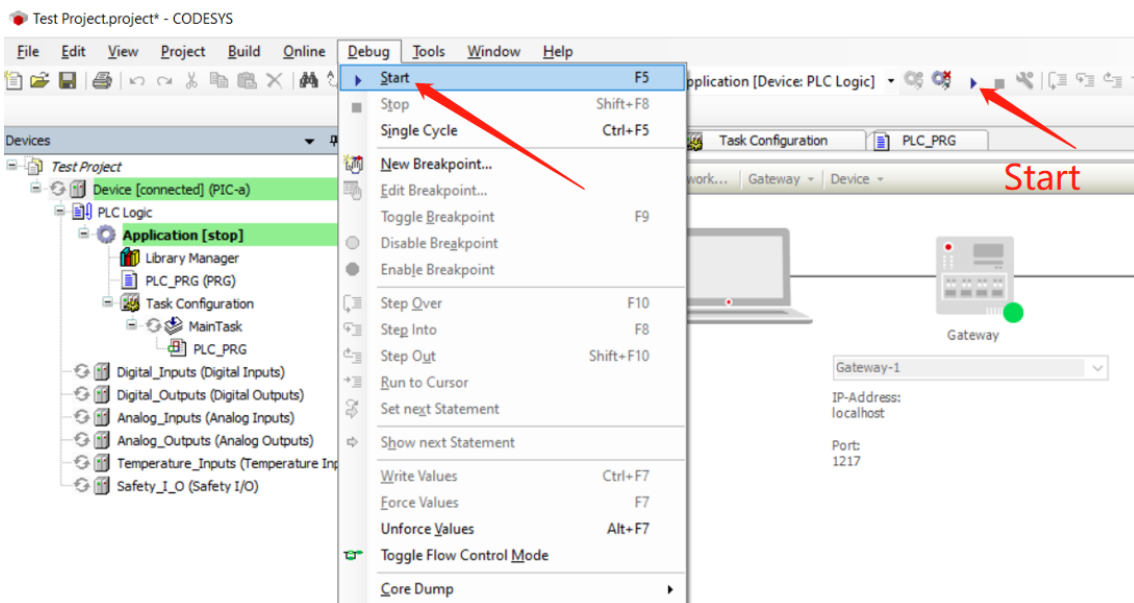 Test Project.project* - CODESYS
File Edit View Project Build Online Debug Tools Window Help
Start F5
pplication [Device: PLC Logic]
Stop Shift+F8
Single Cycle Ctrl+F5
Devices
Task Configuration PLC_PRG
Test Project
New Breakpoint...
work... Gateway Device
Start
Device [connected] (PIC-a)
Edit Breakpoint...
PLC Logic
Toggle Breakpoint F9
Application [stop]
Disable Breakpoint
Library Manager
Enable Breakpoint
PLC_PRG (PRG)
Task Configuration
Step Over F10
MainTask
Step Into F8
Gateway
PLC_PRG
Step Out Shift+F10
Digital_Inputs (Digital Inputs)
Run to Cursor
Gateway-1
Digital_Outputs (Digital Outputs)
Set next Statement
IP-Address:
localhost
Analog_Inputs (Analog Inputs)
Analog_Outputs (Analog Outputs)
Show next Statement
Port:
1217
Temperature_Inputs (Temperature Inp
Write Values Ctrl+F7
Safety_I_O (Safety I/O)
Force Values F7
Unforce Values Alt+F7
Toggle Flow Control Mode
Core Dump